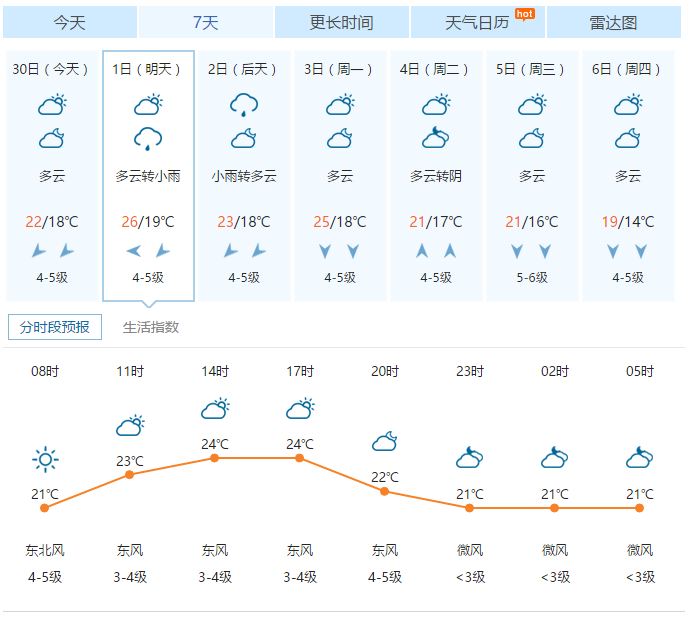 今天 7天 更长时间 天气日历 hot 雷达图
30日（今天） 1日（明天） 2日（后天） 3日（周一） 4日（周二） 5日（周三） 6日（周四）
多云 多云转小雨 小雨转多云 多云 多云转阴 多云 多云
22/18℃ 26/19℃ 23/18℃ 25/18℃ 21/17℃ 21/16℃ 19/14℃
4-5级 4-5级 4-5级 4-5级 4-5级 5-6级 4-5级
分时段预报 生活指数
08时 11时 14时 17时 20时 23时 02时 05时
21℃ 23℃ 24℃ 24℃ 22℃ 21℃ 21℃ 21℃
东北风 东风 东风 东风 东风 微风 微风 微风
4-5级 3-4级 3-4级 3-4级 4-5级 <3级 <3级 <3级